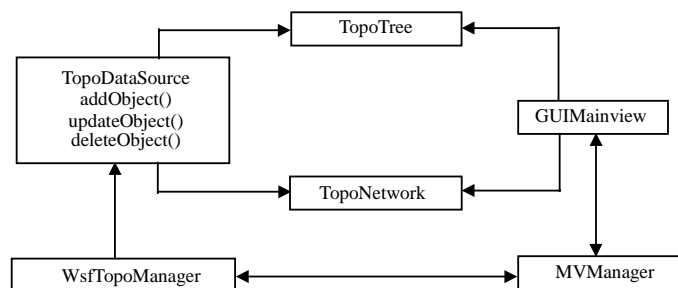 TopoTree
TopoDataSource
addObject()
updateObject()
deleteObject()
GUIMainview
TopoNetwork
WsfTopoManager
MVManager